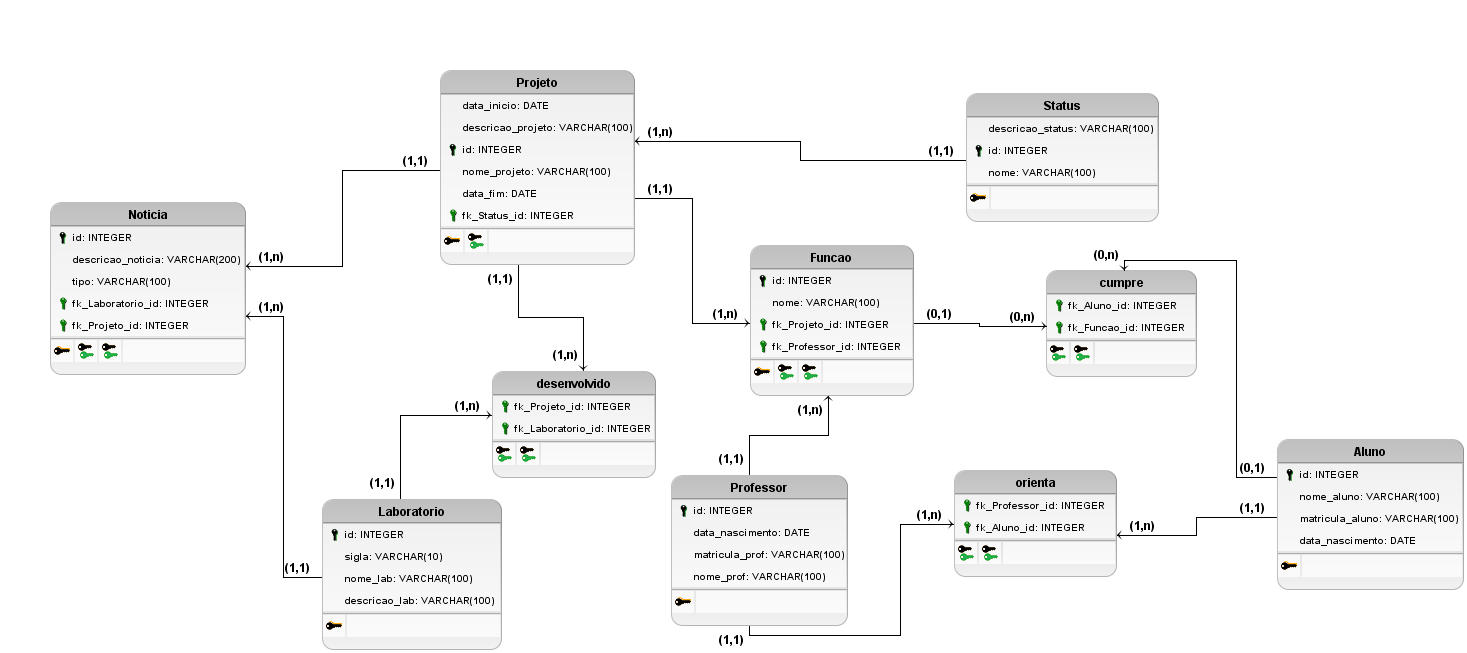 Projeto
data_inicio: DATE
descricao_projeto: VARCHAR(100)
id: INTEGER
nome_projeto: VARCHAR(100)
data_fim: DATE
fk_Status_id: INTEGER
(1,n)
(1,1)
Status
descricao_status: VARCHAR(100)
id: INTEGER
nome: VARCHAR(100)
(1,1)
(1,1)
(1,1)
Noticia
id: INTEGER
descricao_noticia: VARCHAR(200)
tipo: VARCHAR(100)
fk_Laboratorio_id: INTEGER
fk_Projeto_id: INTEGER
(1,n)
(1,n)
(1,n)
Funcao
id: INTEGER
nome: VARCHAR(100)
fk_Projeto_id: INTEGER
fk_Professor_id: INTEGER
(0,1)
(0,n)
(0,n)
cumpre
fk_Aluno_id: INTEGER
fk_Funcao_id: INTEGER
(1,1)
(1,n)
desenvolvido
fk_Projeto_id: INTEGER
fk_Laboratorio_id: INTEGER
(1,n)
(1,1)
(1,1)
Laboratorio
id: INTEGER
sigla: VARCHAR(10)
nome_lab: VARCHAR(100)
descricao_lab: VARCHAR(100)
(1,n)
(1,1)
Professor
id: INTEGER
data_nascimento: DATE
matricula_prof: VARCHAR(100)
nome_prof: VARCHAR(100)
(1,1)
(1,n)
orienta
fk_Professor_id: INTEGER
fk_Aluno_id: INTEGER
(1,n)
(0,1)
(1,1)
Aluno
id: INTEGER
nome_aluno: VARCHAR(100)
matricula_aluno: VARCHAR(100)
data_nascimento: DATE